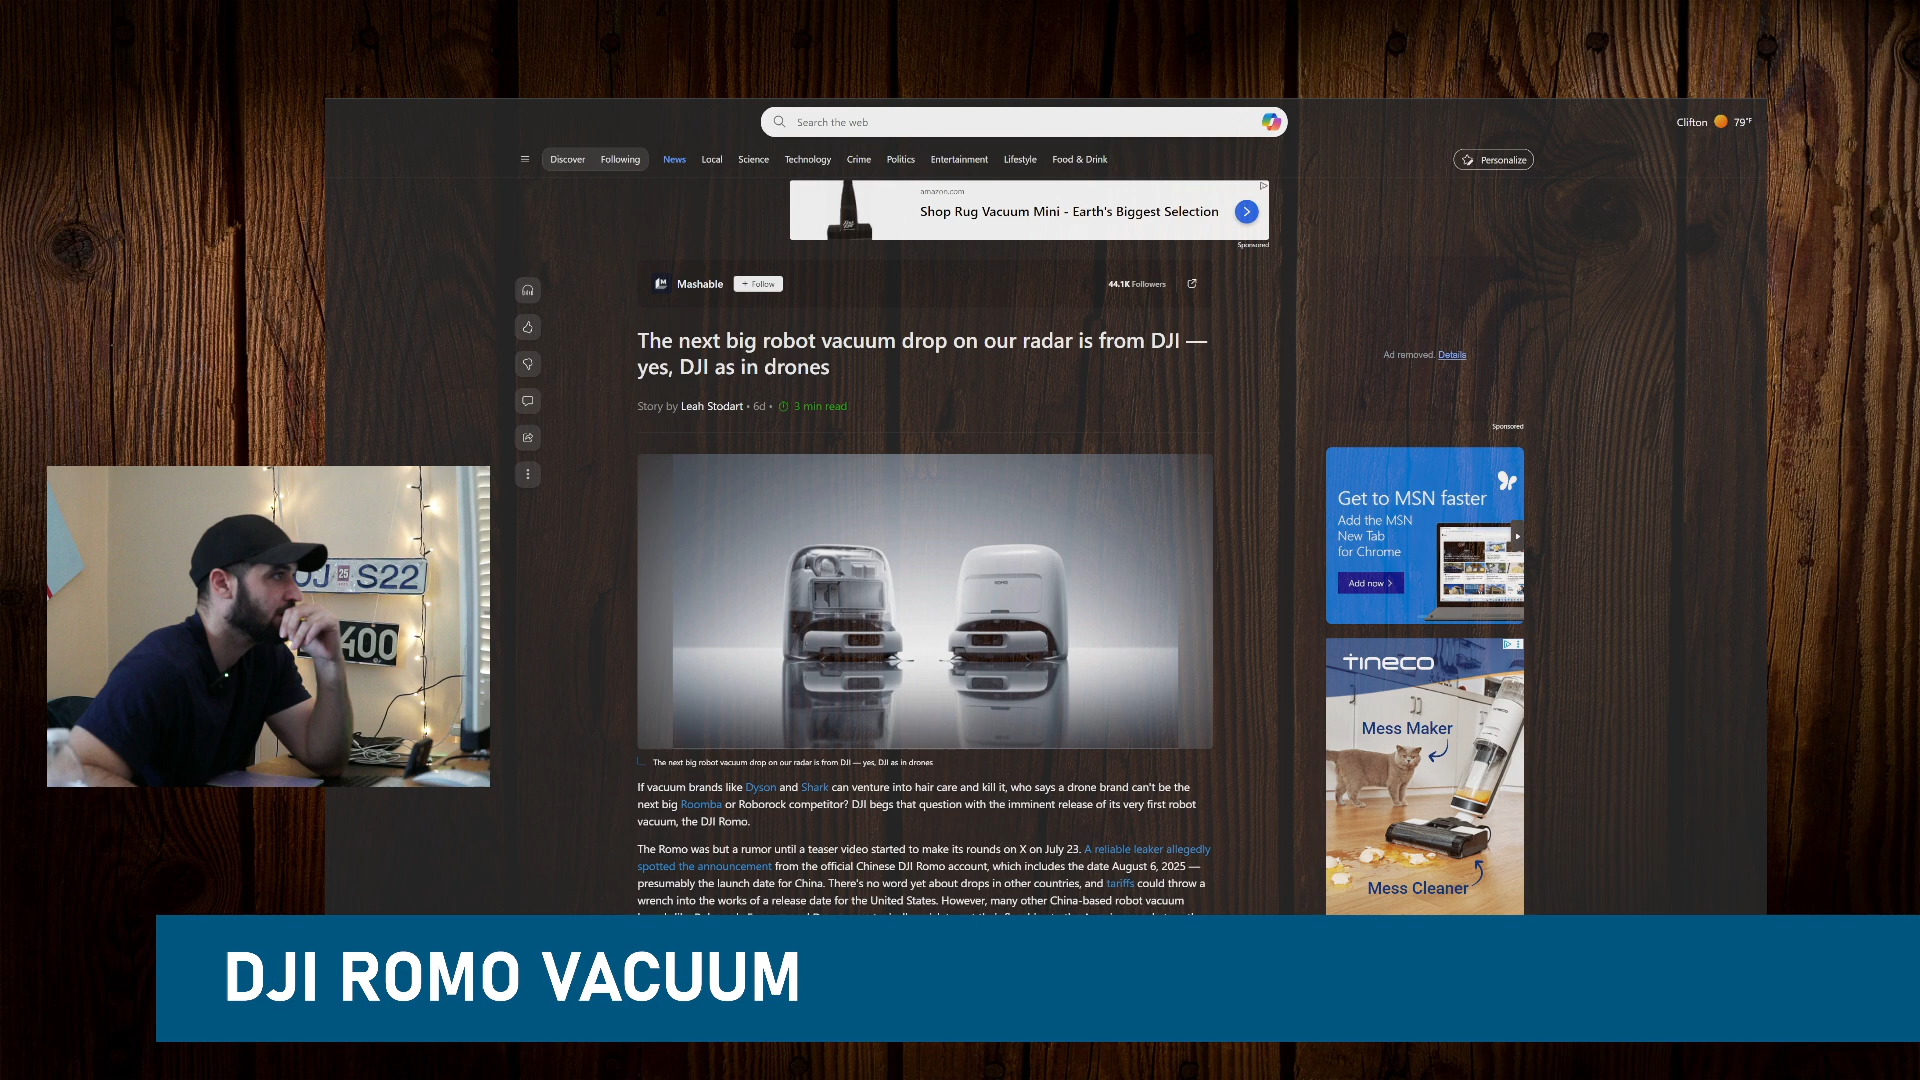 Search the web
Clifton 79°F
Discover Following News Local Science Technology Crime Politics Entertainment Lifestyle Food & Drink
Personalize
amazon.com
Shop Rug Vacuum Mini - Earth's Biggest Selection
Sponsored
Mashable + Follow
44.1K Followers
The next big robot vacuum drop on our radar is from DJI —
yes, DJI as in drones
Story by Leah Stodart • 6d • 3 min read
Ad removed. Details
Sponsored
Get to MSN faster
Add the MSN
New Tab
for Chrome
Add now
ROMO
25
S22
400
The next big robot vacuum drop on our radar is from DJI — yes, DJI as in drones
If vacuum brands like Dyson and Shark can venture into hair care and kill it, who says a drone brand can't be the
next big Roomba or Roborock competitor? DJI begs that question with the imminent release of its very first robot
vacuum, the DJI Romo.
The Romo was but a rumor until a teaser video started to make its rounds on X on July 23. A reliable leaker allegedly
spotted the announcement from the official Chinese DJI Romo account, which includes the date August 6, 2025 —
presumably the launch date for China. There's no word yet about drops in other countries, and tariffs could throw a
wrench into the works of a release date for the United States. However, many other China-based robot vacuum
tineco
Mess Maker
Mess Cleaner
DJI ROMO VACUUM